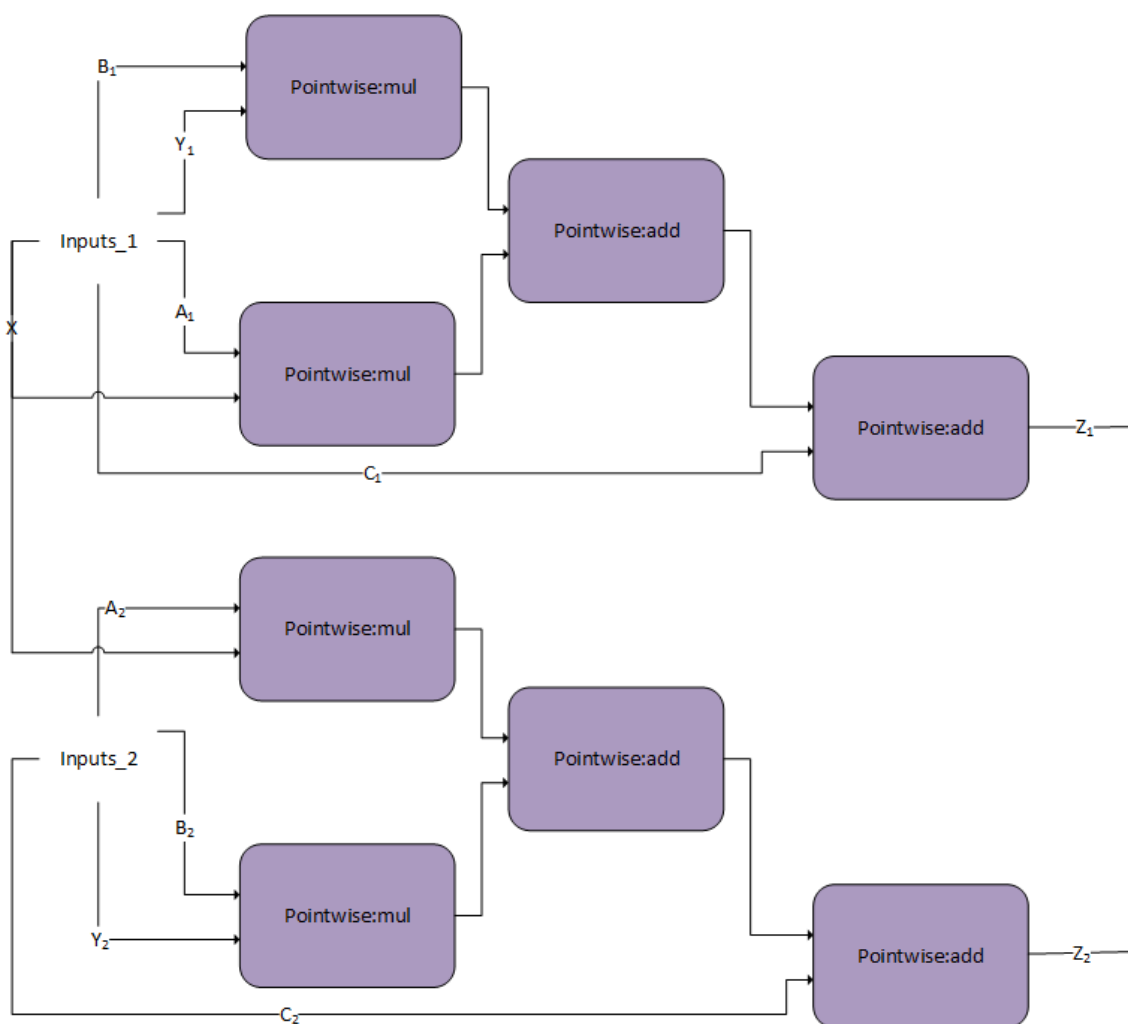 B₁
Pointwise:mul
Y₁
Pointwise:add
Inputs_1
A₁
X
Pointwise:mul
Pointwise:add
Z₁
C₁
A₂
Pointwise:mul
Inputs_2
Pointwise:add
B₂
Pointwise:mul
Y₂
Pointwise:add
Z₂
C₂